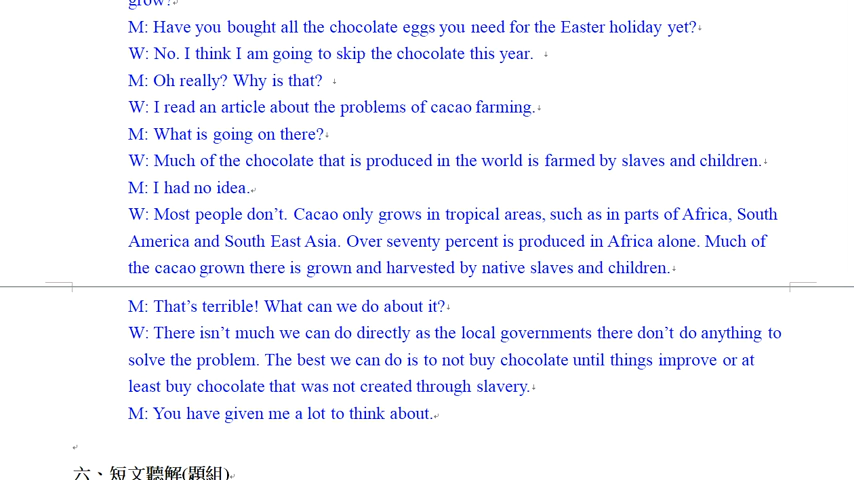 grow?
M: Have you bought all the chocolate eggs you need for the Easter holiday yet?
W: No. I think I am going to skip the chocolate this year.
M: Oh really? Why is that?
W: I read an article about the problems of cacao farming.
M: What is going on there?
W: Much of the chocolate that is produced in the world is farmed by slaves and children.
M: I had no idea.
W: Most people don’t. Cacao only grows in tropical areas, such as in parts of Africa, South
America and South East Asia. Over seventy percent is produced in Africa alone. Much of
the cacao grown there is grown and harvested by native slaves and children.
M: That’s terrible! What can we do about it?
W: There isn’t much we can do directly as the local governments there don’t do anything to
solve the problem. The best we can do is to not buy chocolate until things improve or at
least buy chocolate that was not created through slavery.
M: You have given me a lot to think about.
六、短文聽解(題組)